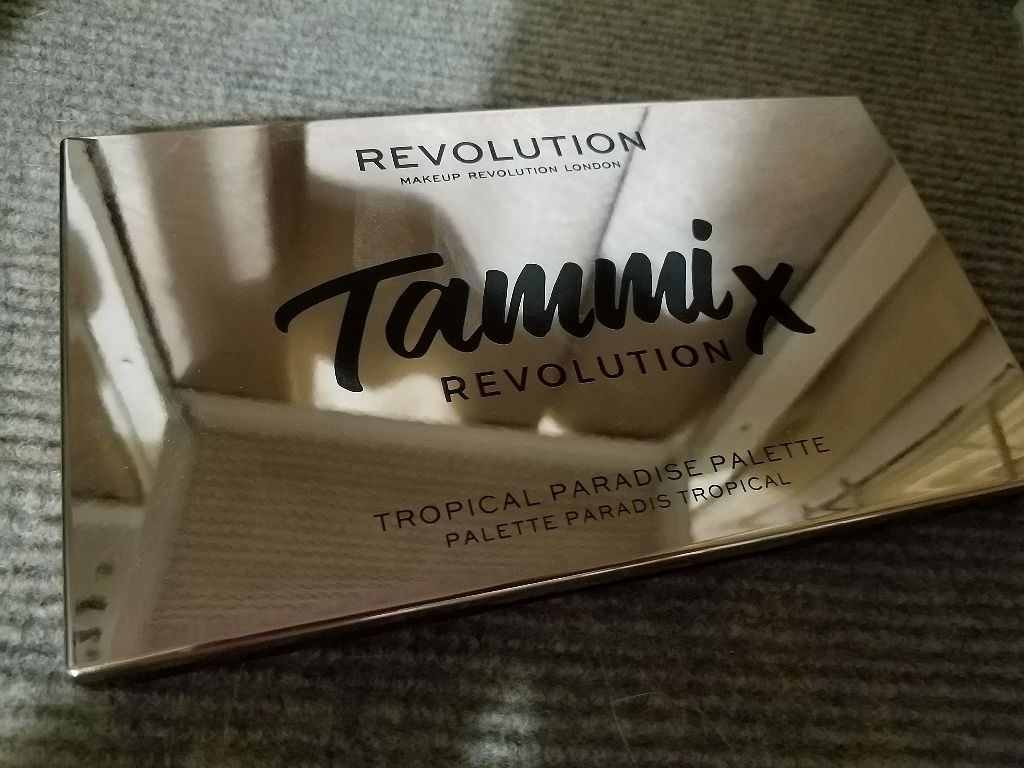 REVOLUTION
MAKEUP REVOLUTION LONDON
Tammi x
REVOLUTION
TROPICAL PARADISE PALETTE
PALETTE PARADIS TROPICAL